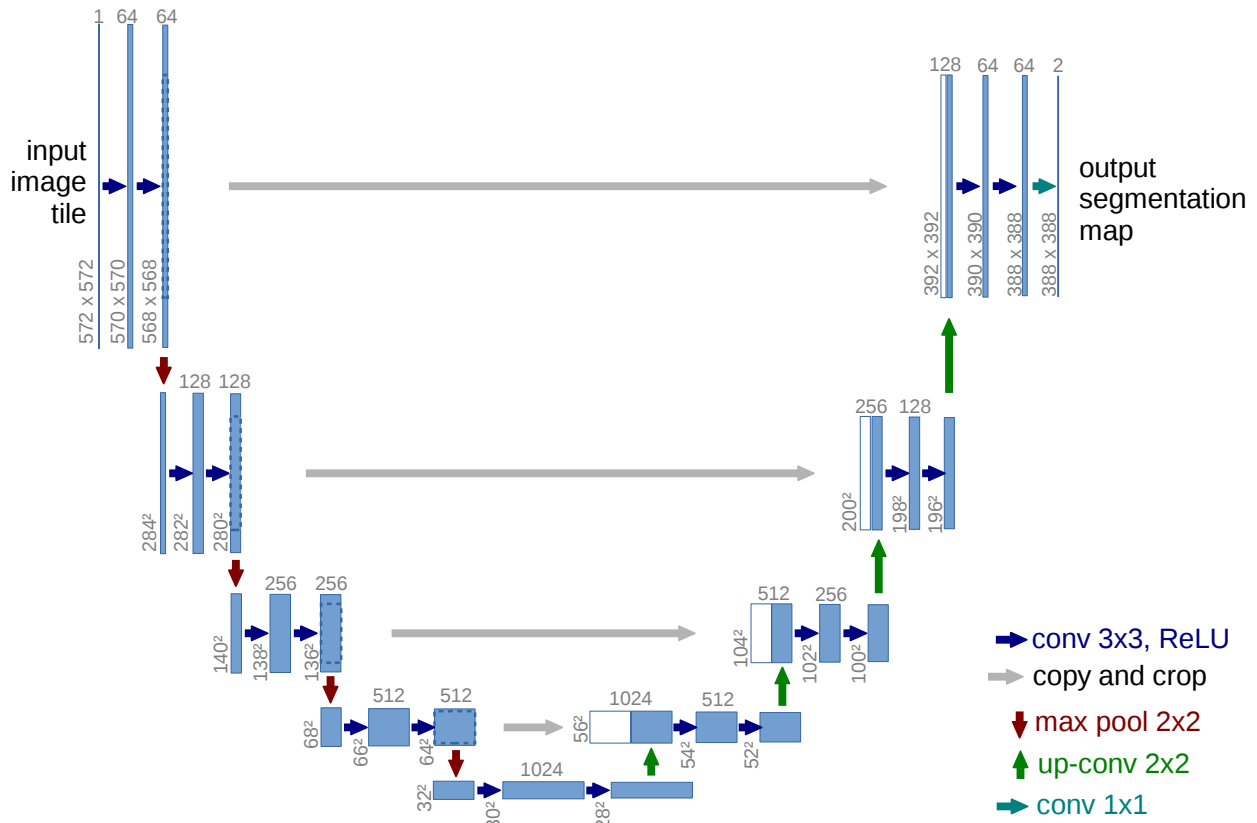 1 64 64
128 64 64 2
input
image
tile
output
segmentation
map
572 x 572
570 x 570
568 x 568
392 x 392
390 x 390
388 x 388
388 x 388
128 128
256 128
284²
282²
280²
200²
198²
196²
256 256
512 256
140²
138²
136²
104²
102²
100²
512 512
1024 512
68²
66²
64²
56²
54²
52²
1024
32²
30²
28²
conv 3x3, ReLU
copy and crop
max pool 2x2
up-conv 2x2
conv 1x1